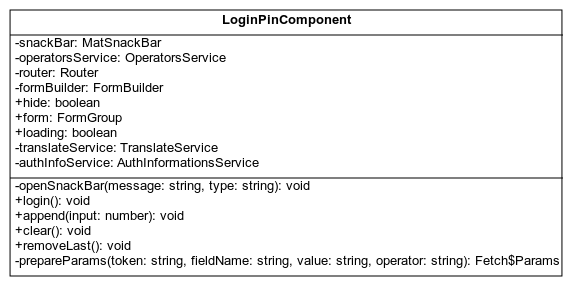 LoginPinComponent
-snackBar: MatSnackBar
-operatorsService: OperatorsService
-router: Router
-formBuilder: FormBuilder
+hide: boolean
+form: FormGroup
+loading: boolean
-translateService: TranslateService
-authInfoService: AuthInformationsService
-openSnackBar(message: string, type: string): void
+login(): void
+append(input: number): void
+clear(): void
+removeLast(): void
-prepareParams(token: string, fieldName: string, value: string, operator: string): Fetch$Params